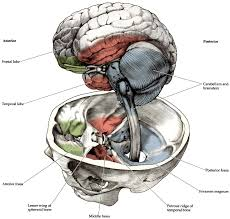 Anterior
Posterior
Frontal lobe
Temporal lobe
Cerebellum and
brainstem
Anterior fossa
Lesser wing of
sphenoid bone
Middle fossa
Petrous ridge of
temporal bone
Foramen magnum
Posterior fossa